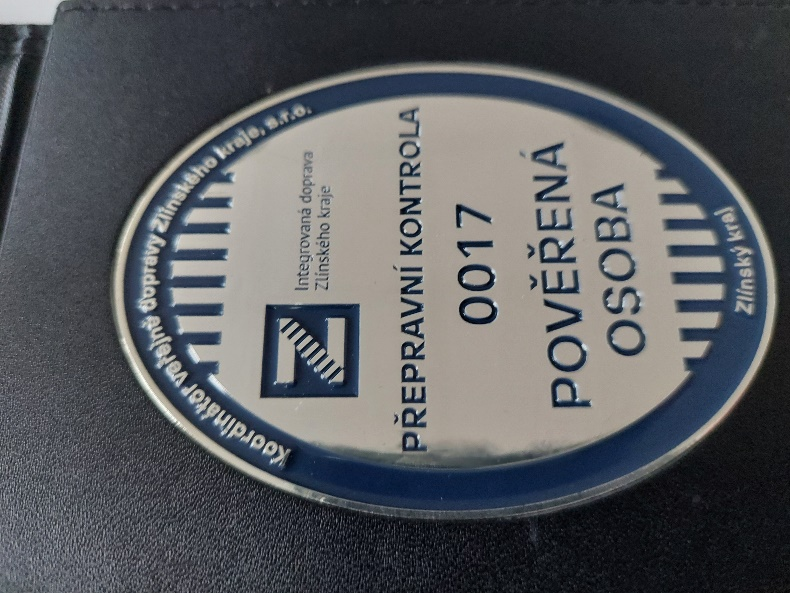 Koordinátor veřejné dopravy Zlínského kraje, s.r.o.
Integrovaná doprava
Zlínského kraje
PŘEPRAVNÍ KONTROLA
0017
POVĚŘENÁ
OSOBA
Zlínský kraj